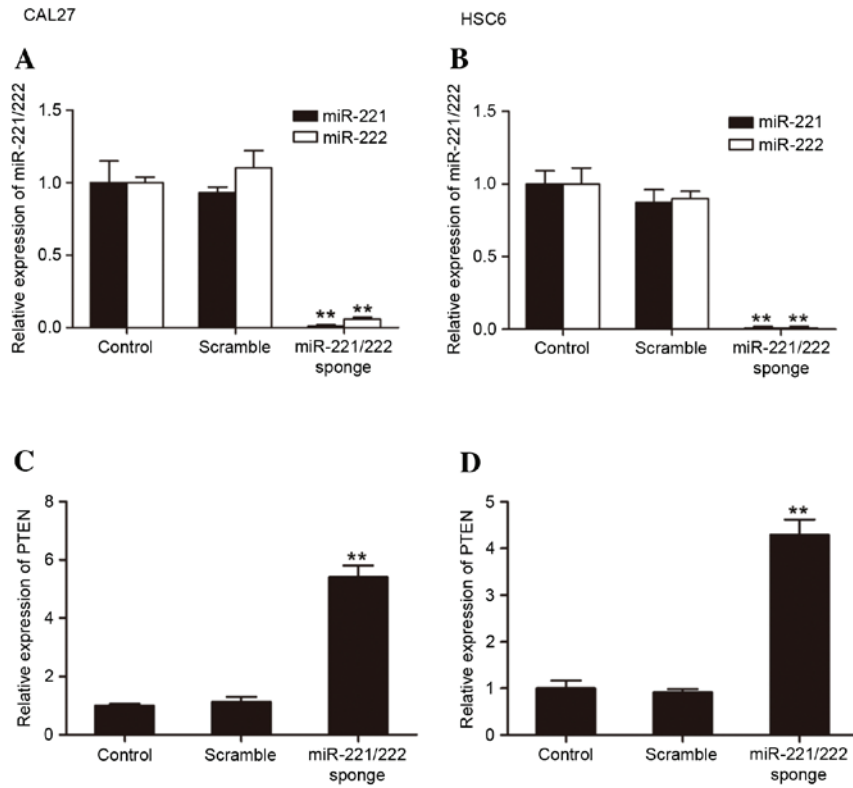 CAL27
HSC6
A
Relative expression of miR-221/222
1.5
1.0
0.5
0.0
miR-221
miR-222
** **
Control
Scramble
miR-221/222
sponge
B
Relative expression of miR-221/222
1.5
1.0
0.5
0.0
miR-221
miR-222
** **
Control
Scramble
miR-221/222
sponge
C
Relative expression of PTEN
8
6
4
2
0
**
Control
Scramble
miR-221/222
sponge
D
Relative expression of PTEN
5
4
3
2
1
0
**
Control
Scramble
miR-221/222
sponge